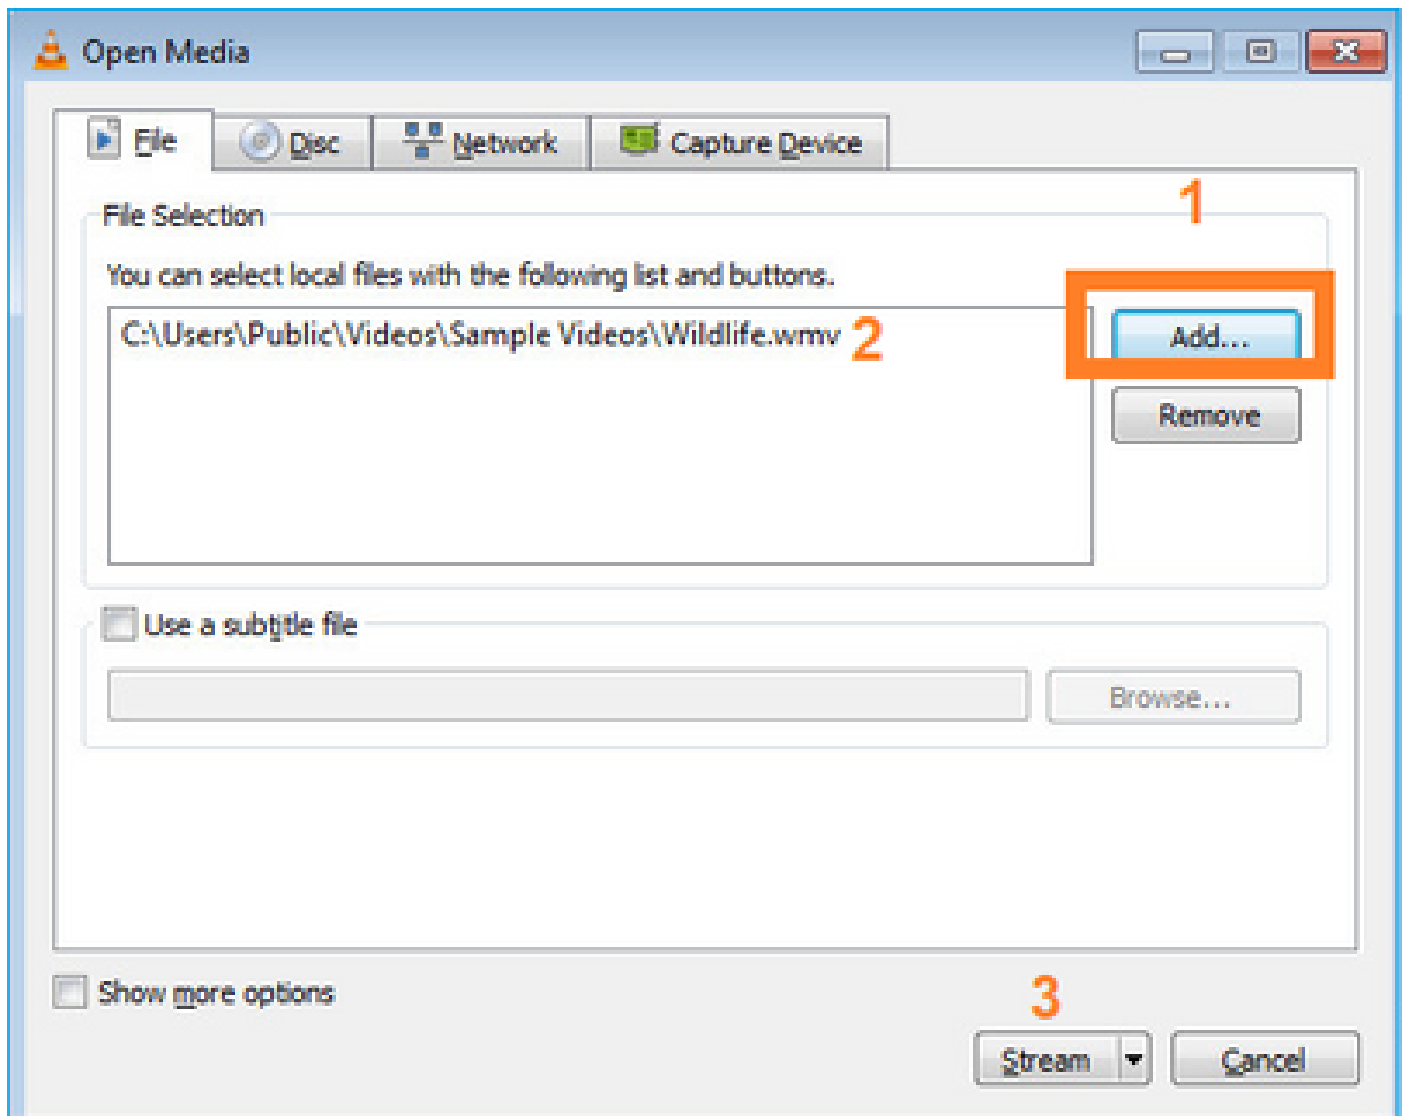 Open Media
File Disc Network Capture Device
1
File Selection
You can select local files with the following list and buttons.
C:\Users\Public\Videos\Sample Videos\Wildlife.wmv 2 Add...
Remove
Use a subtitle file
Browse...
Show more options
3
Stream Cancel